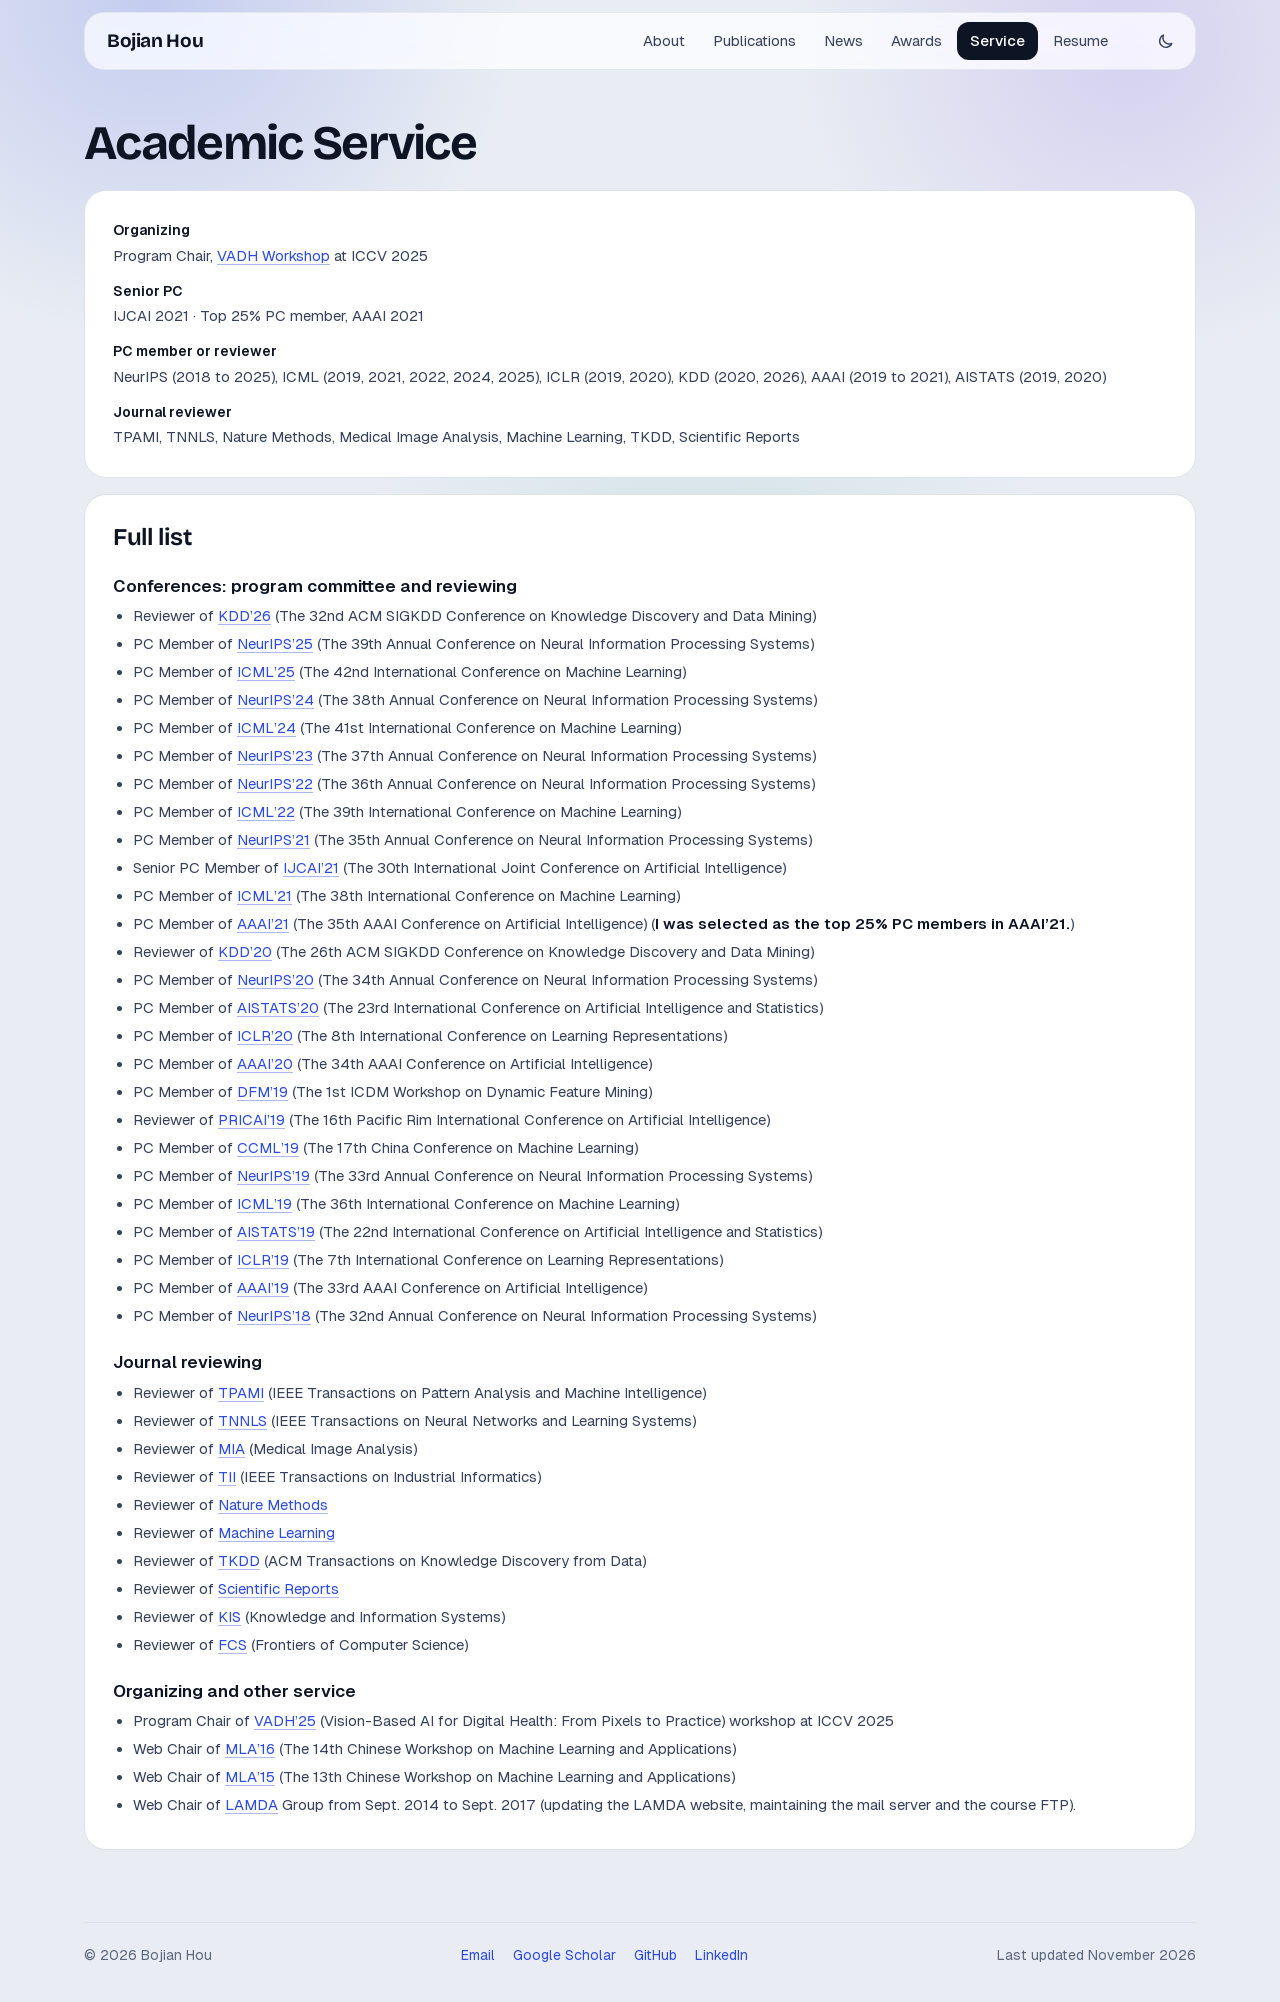 Bojian Hou
About
Publications
News
Awards
Service
Resume
Academic Service
Organizing
Program Chair, VADH Workshop at ICCV 2025
Senior PC
IJCAI 2021 · Top 25% PC member, AAAI 2021
PC member or reviewer
NeurIPS (2018 to 2025), ICML (2019, 2021, 2022, 2024, 2025), ICLR (2019, 2020), KDD (2020, 2026), AAAI (2019 to 2021), AISTATS (2019, 2020)
Journal reviewer
TPAMI, TNNLS, Nature Methods, Medical Image Analysis, Machine Learning, TKDD, Scientific Reports
Full list
Conferences: program committee and reviewing
• Reviewer of KDD’26 (The 32nd ACM SIGKDD Conference on Knowledge Discovery and Data Mining)
• PC Member of NeurIPS’25 (The 39th Annual Conference on Neural Information Processing Systems)
• PC Member of ICML’25 (The 42nd International Conference on Machine Learning)
• PC Member of NeurIPS’24 (The 38th Annual Conference on Neural Information Processing Systems)
• PC Member of ICML’24 (The 41st International Conference on Machine Learning)
• PC Member of NeurIPS’23 (The 37th Annual Conference on Neural Information Processing Systems)
• PC Member of NeurIPS’22 (The 36th Annual Conference on Neural Information Processing Systems)
• PC Member of ICML’22 (The 39th International Conference on Machine Learning)
• PC Member of NeurIPS’21 (The 35th Annual Conference on Neural Information Processing Systems)
• Senior PC Member of IJCAI’21 (The 30th International Joint Conference on Artificial Intelligence)
• PC Member of ICML’21 (The 38th International Conference on Machine Learning)
• PC Member of AAAI’21 (The 35th AAAI Conference on Artificial Intelligence) (I was selected as the top 25% PC members in AAAI’21.)
• Reviewer of KDD’20 (The 26th ACM SIGKDD Conference on Knowledge Discovery and Data Mining)
• PC Member of NeurIPS’20 (The 34th Annual Conference on Neural Information Processing Systems)
• PC Member of AISTATS’20 (The 23rd International Conference on Artificial Intelligence and Statistics)
• PC Member of ICLR’20 (The 8th International Conference on Learning Representations)
• PC Member of AAAI’20 (The 34th AAAI Conference on Artificial Intelligence)
• PC Member of DFM’19 (The 1st ICDM Workshop on Dynamic Feature Mining)
• Reviewer of PRICAI’19 (The 16th Pacific Rim International Conference on Artificial Intelligence)
• PC Member of CCML’19 (The 17th China Conference on Machine Learning)
• PC Member of NeurIPS’19 (The 33rd Annual Conference on Neural Information Processing Systems)
• PC Member of ICML’19 (The 36th International Conference on Machine Learning)
• PC Member of AISTATS’19 (The 22nd International Conference on Artificial Intelligence and Statistics)
• PC Member of ICLR’19 (The 7th International Conference on Learning Representations)
• PC Member of AAAI’19 (The 33rd AAAI Conference on Artificial Intelligence)
• PC Member of NeurIPS’18 (The 32nd Annual Conference on Neural Information Processing Systems)
Journal reviewing
• Reviewer of TPAMI (IEEE Transactions on Pattern Analysis and Machine Intelligence)
• Reviewer of TNNLS (IEEE Transactions on Neural Networks and Learning Systems)
• Reviewer of MIA (Medical Image Analysis)
• Reviewer of TII (IEEE Transactions on Industrial Informatics)
• Reviewer of Nature Methods
• Reviewer of Machine Learning
• Reviewer of TKDD (ACM Transactions on Knowledge Discovery from Data)
• Reviewer of Scientific Reports
• Reviewer of KIS (Knowledge and Information Systems)
• Reviewer of FCS (Frontiers of Computer Science)
Organizing and other service
• Program Chair of VADH’25 (Vision-Based AI for Digital Health: From Pixels to Practice) workshop at ICCV 2025
• Web Chair of MLA’16 (The 14th Chinese Workshop on Machine Learning and Applications)
• Web Chair of MLA’15 (The 13th Chinese Workshop on Machine Learning and Applications)
• Web Chair of LAMDA Group from Sept. 2014 to Sept. 2017 (updating the LAMDA website, maintaining the mail server and the course FTP).
© 2026 Bojian Hou
Email
Google Scholar
GitHub
LinkedIn
Last updated November 2026